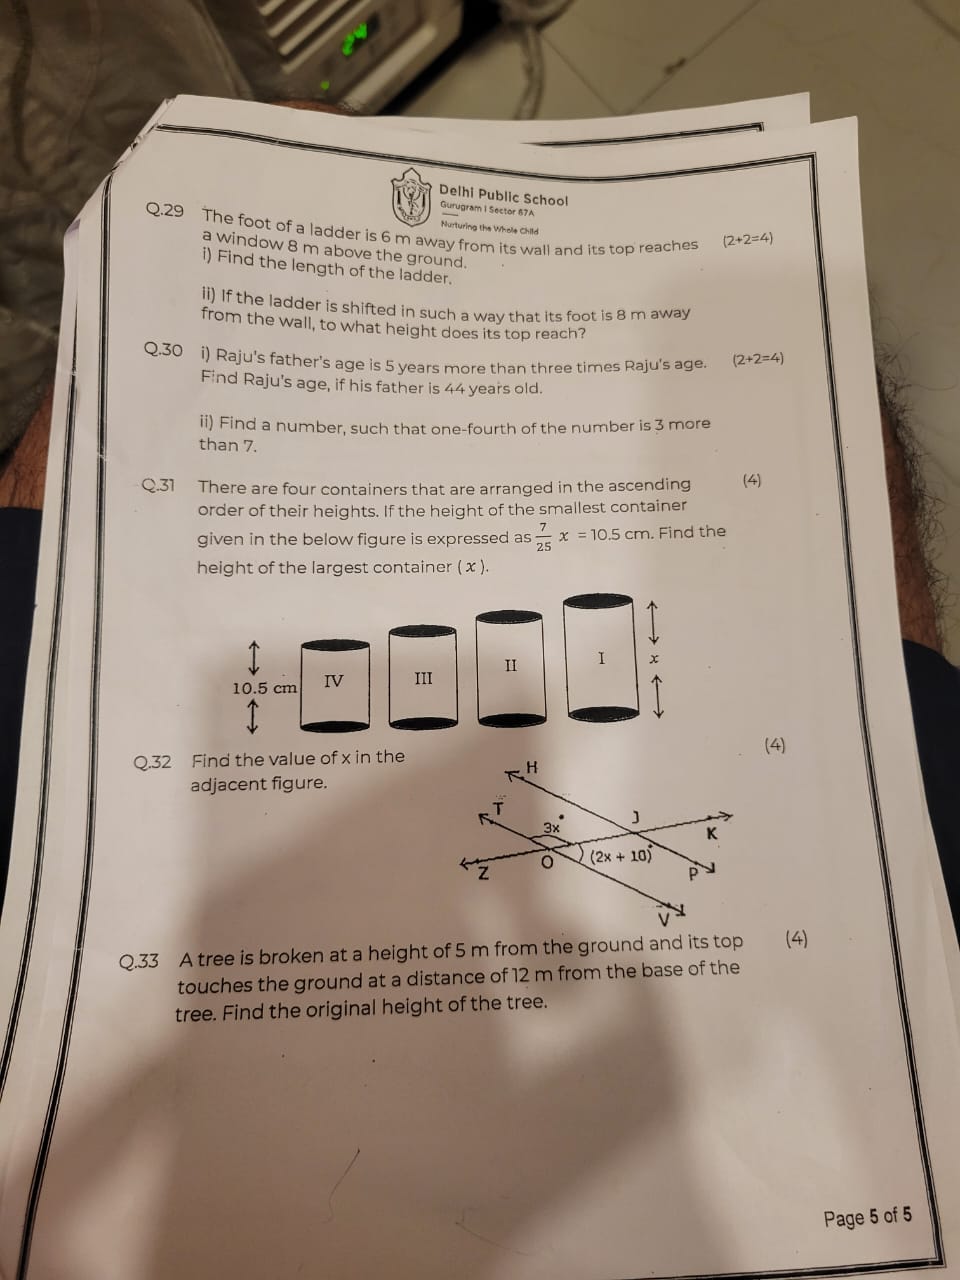 24
Delhi Public School
Gurugram | Sector 67A
Nurturing the Whole Child
Q.29 The foot of a ladder is 6 m away from its wall and its top reaches (2+2=4)
a window 8 m above the ground.
i) Find the length of the ladder.
ii) If the ladder is shifted in such a way that its foot is 8 m away
from the wall, to what height does its top reach?
Q.30 i) Raju's father's age is 5 years more than three times Raju's age. (2+2=4)
Find Raju's age, if his father is 44 years old.
ii) Find a number, such that one-fourth of the number is 3 more
than 7.
Q.31 There are four containers that are arranged in the ascending (4)
order of their heights. If the height of the smallest container
given in the below figure is expressed as 7/25 x = 10.5 cm. Find the
height of the largest container ( x ).
10.5 cm IV III II I x
Q.32 Find the value of x in the (4)
adjacent figure.
H
T
3x°
J
K
Z
O
(2x + 10)°
P
V
Q.33 A tree is broken at a height of 5 m from the ground and its top (4)
touches the ground at a distance of 12 m from the base of the
tree. Find the original height of the tree.
Page 5 of 5